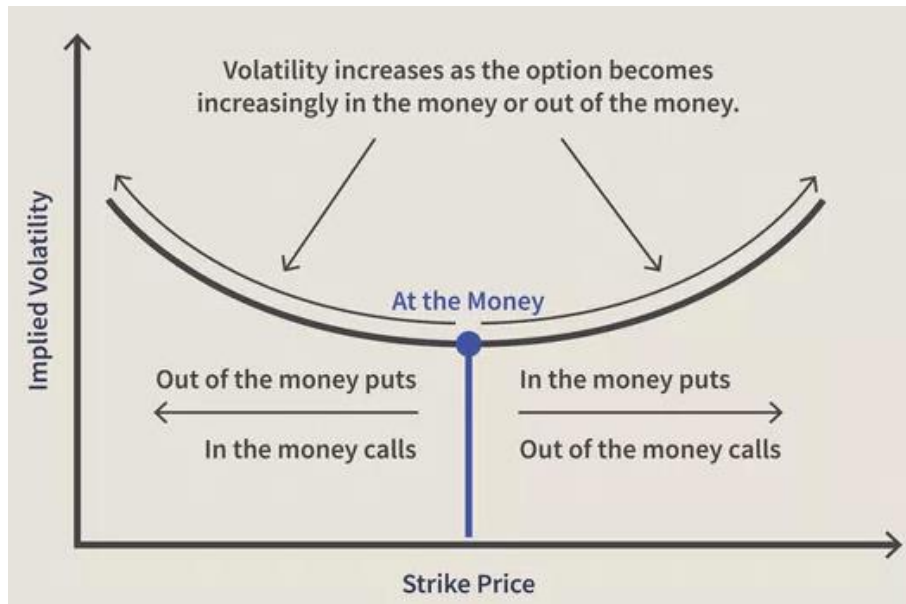 Volatility increases as the option becomes
increasingly in the money or out of the money.
Implied Volatility
At the Money
Out of the money puts
In the money puts
In the money calls
Out of the money calls
Strike Price